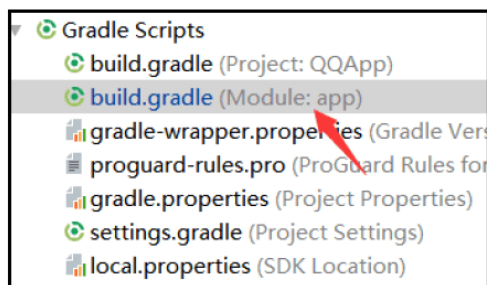 Gradle Scripts
build.gradle (Project: QQApp)
build.gradle (Module: app)
gradle-wrapper.properties (Gradle Vers
proguard-rules.pro (ProGuard Rules for
gradle.properties (Project Properties)
settings.gradle (Project Settings)
local.properties (SDK Location)